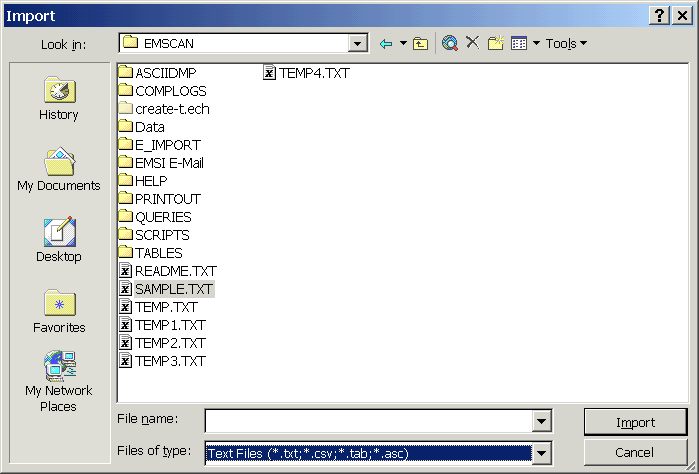 Import
Look in:
EMSCAN
Tools
History
My Documents
Desktop
Favorites
My Network
Places
ASCIIDMP
COMPLOGS
create-t.ech
Data
E_IMPORT
EMSI E-Mail
HELP
PRINTOUT
QUERIES
SCRIPTS
TABLES
README.TXT
SAMPLE.TXT
TEMP.TXT
TEMP1.TXT
TEMP2.TXT
TEMP3.TXT
TEMP4.TXT
File name:
Import
Files of type:
Text Files (*.txt;*.csv;*.tab;*.asc)
Cancel